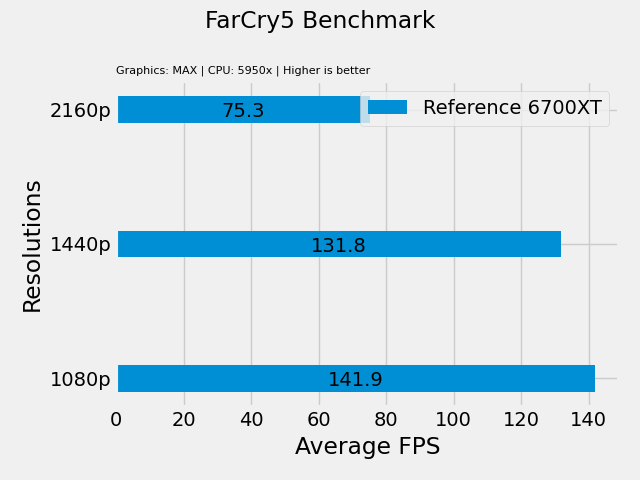 FarCry5 Benchmark
Graphics: MAX | CPU: 5950x | Higher is better
Reference 6700XT
2160p
75.3
1440p
131.8
1080p
141.9
0 20 40 60 80 100 120 140
Average FPS
Resolutions